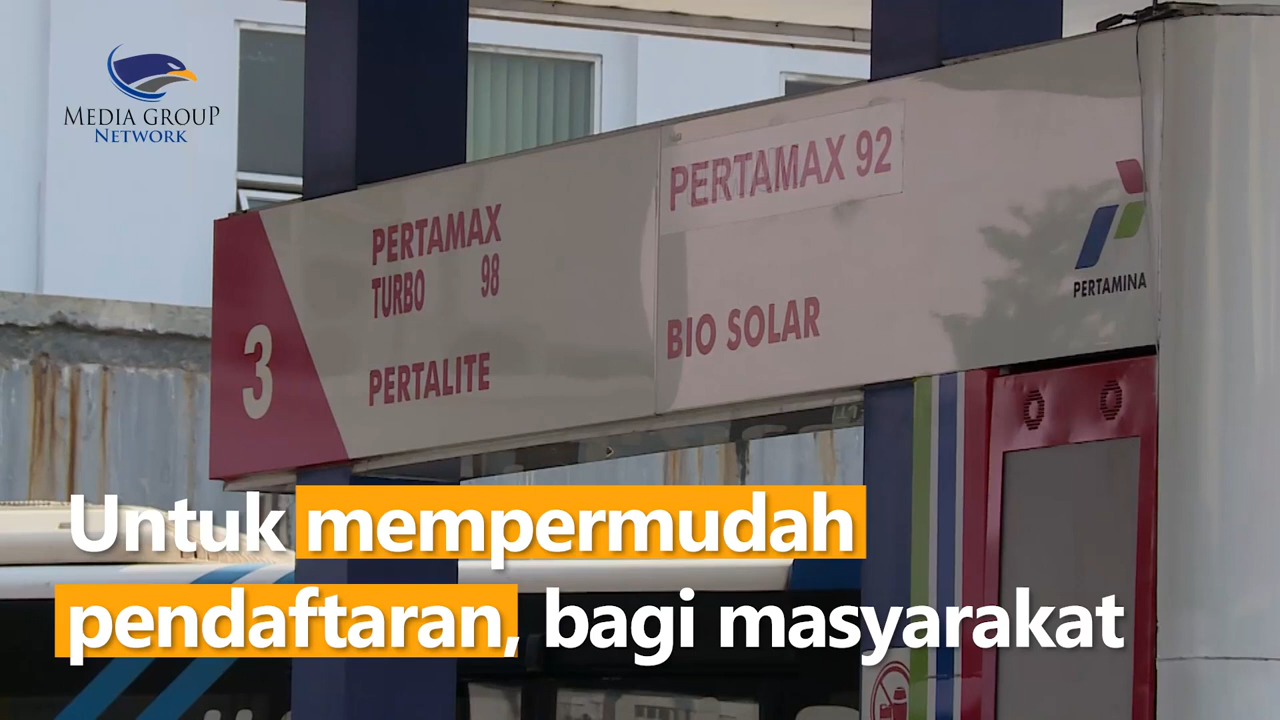 MEDIA GROUP
NETWORK
3
PERTAMAX
TURBO 98
PERTALITE
PERTAMAX 92
BIO SOLAR
PERTAMINA
Untuk mempermudah
pendaftaran, bagi masyarakat